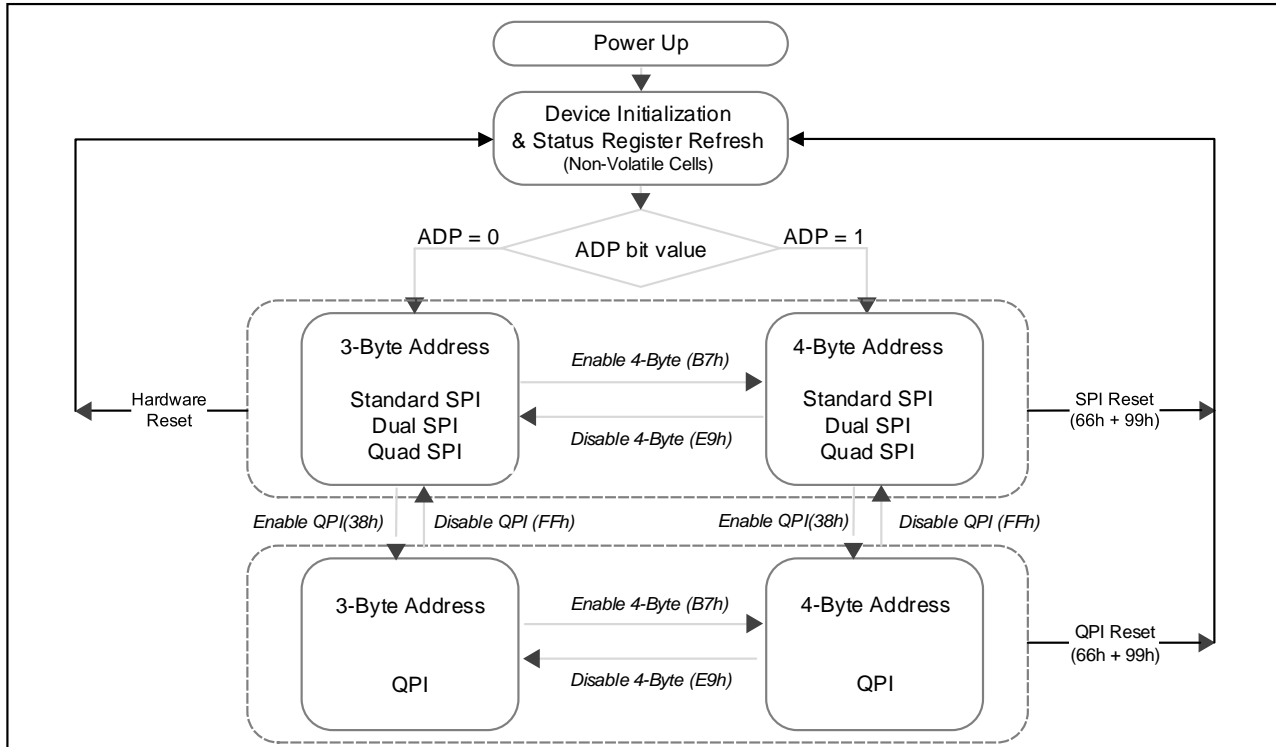 Power Up
Device Initialization
& Status Register Refresh
(Non-Volatile Cells)
ADP = 0
ADP bit value
ADP = 1
3-Byte Address
Standard SPI
Dual SPI
Quad SPI
Enable 4-Byte (B7h)
Disable 4-Byte (E9h)
4-Byte Address
Standard SPI
Dual SPI
Quad SPI
Hardware
Reset
SPI Reset
(66h + 99h)
Enable QPI(38h)
Disable QPI (FFh)
Enable QPI(38h)
Disable QPI (FFh)
3-Byte Address
QPI
Enable 4-Byte (B7h)
Disable 4-Byte (E9h)
4-Byte Address
QPI
QPI Reset
(66h + 99h)